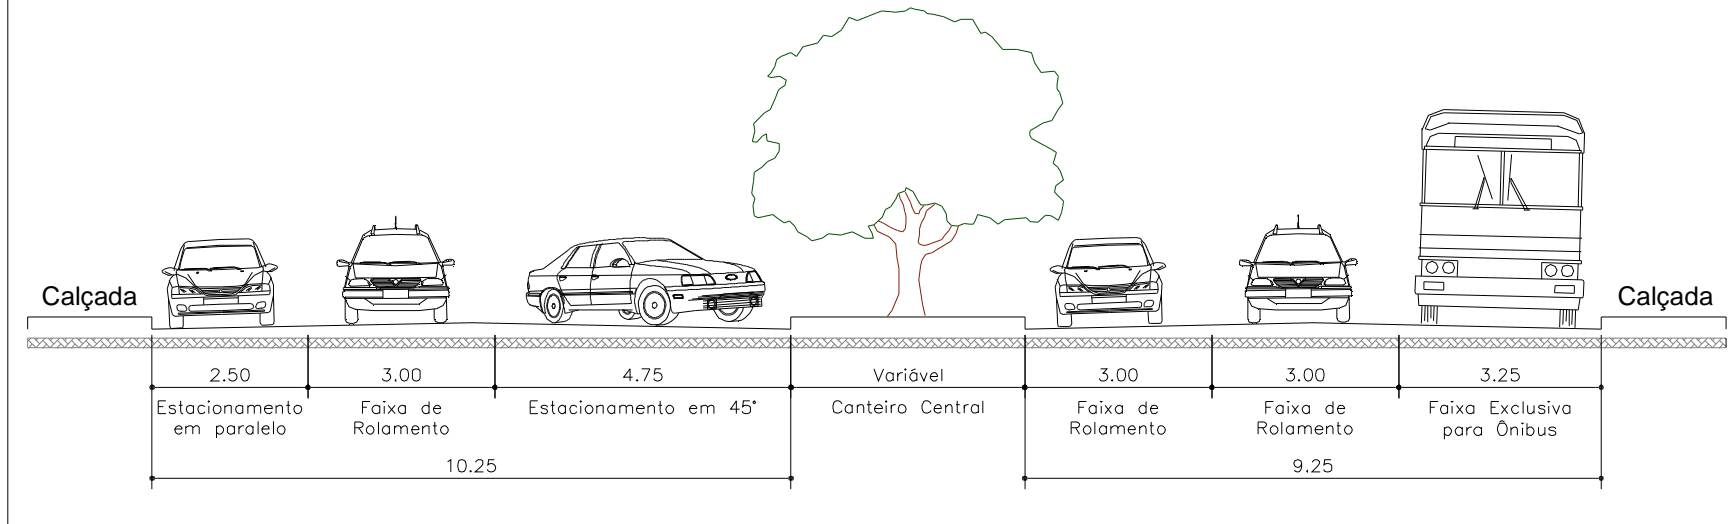 Calçada
Calçada
2.50
3.00
4.75
Variável
3.00
3.00
3.25
Estacionamento
em paralelo
Faixa de
Rolamento
Estacionamento em 45°
Canteiro Central
Faixa de
Rolamento
Faixa de
Rolamento
Faixa Exclusiva
para Ônibus
10.25
9.25